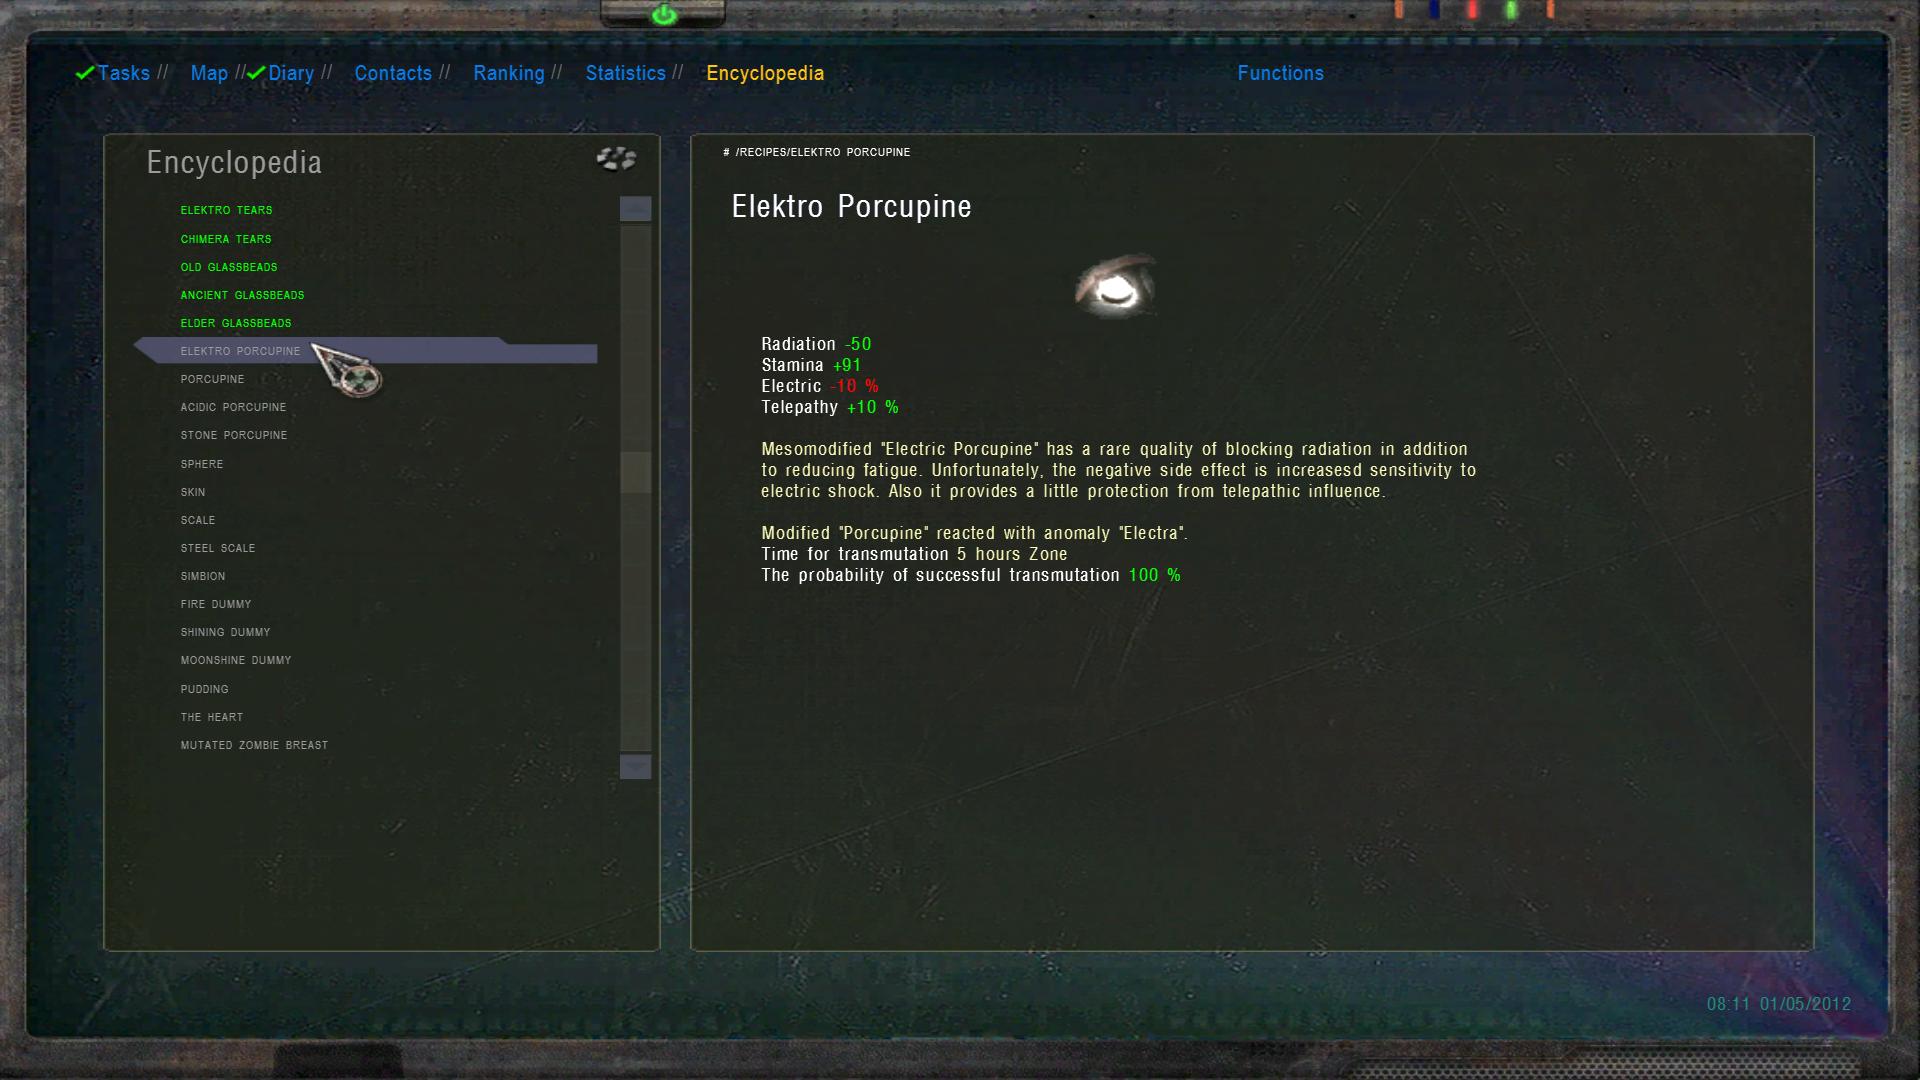 Tasks // Map // Diary // Contacts // Ranking // Statistics // Encyclopedia Functions
Encyclopedia
ELEKTRO TEARS
CHIMERA TEARS
OLD GLASSBEADS
ANCIENT GLASSBEADS
ELDER GLASSBEADS
ELEKTRO PORCUPINE
PORCUPINE
ACIDIC PORCUPINE
STONE PORCUPINE
SPHERE
SKIN
SCALE
STEEL SCALE
SIMBION
FIRE DUMMY
SHINING DUMMY
MOONSHINE DUMMY
PUDDING
THE HEART
MUTATED ZOMBIE BREAST
# /RECIPES/ELEKTRO PORCUPINE
Elektro Porcupine
Radiation -50
Stamina +91
Electric -10 %
Telepathy +10 %
Mesomodified "Electric Porcupine" has a rare quality of blocking radiation in addition
to reducing fatigue. Unfortunately, the negative side effect is increasesd sensitivity to
electric shock. Also it provides a little protection from telepathic influence.
Modified "Porcupine" reacted with anomaly "Electra".
Time for transmutation 5 hours Zone
The probability of successful transmutation 100 %
08:11 01/05/2012